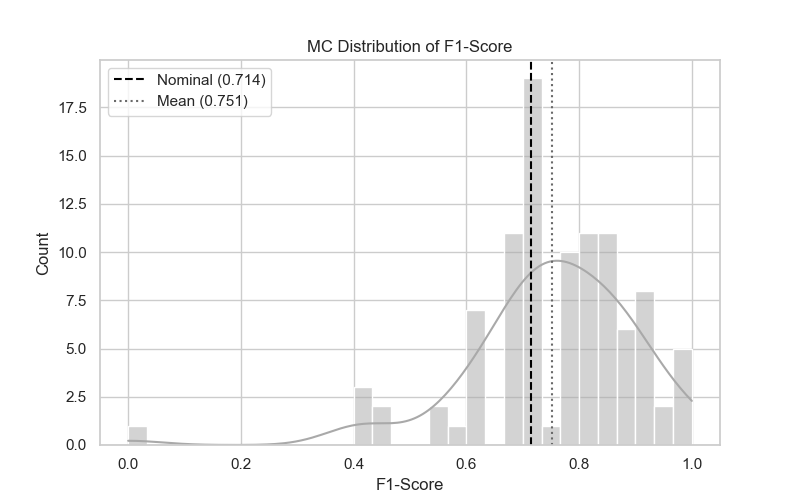 MC Distribution of F1-Score
Nominal (0.714)
Mean (0.751)
Count
17.5
15.0
12.5
10.0
7.5
5.0
2.5
0.0
0.0 0.2 0.4 0.6 0.8 1.0
F1-Score